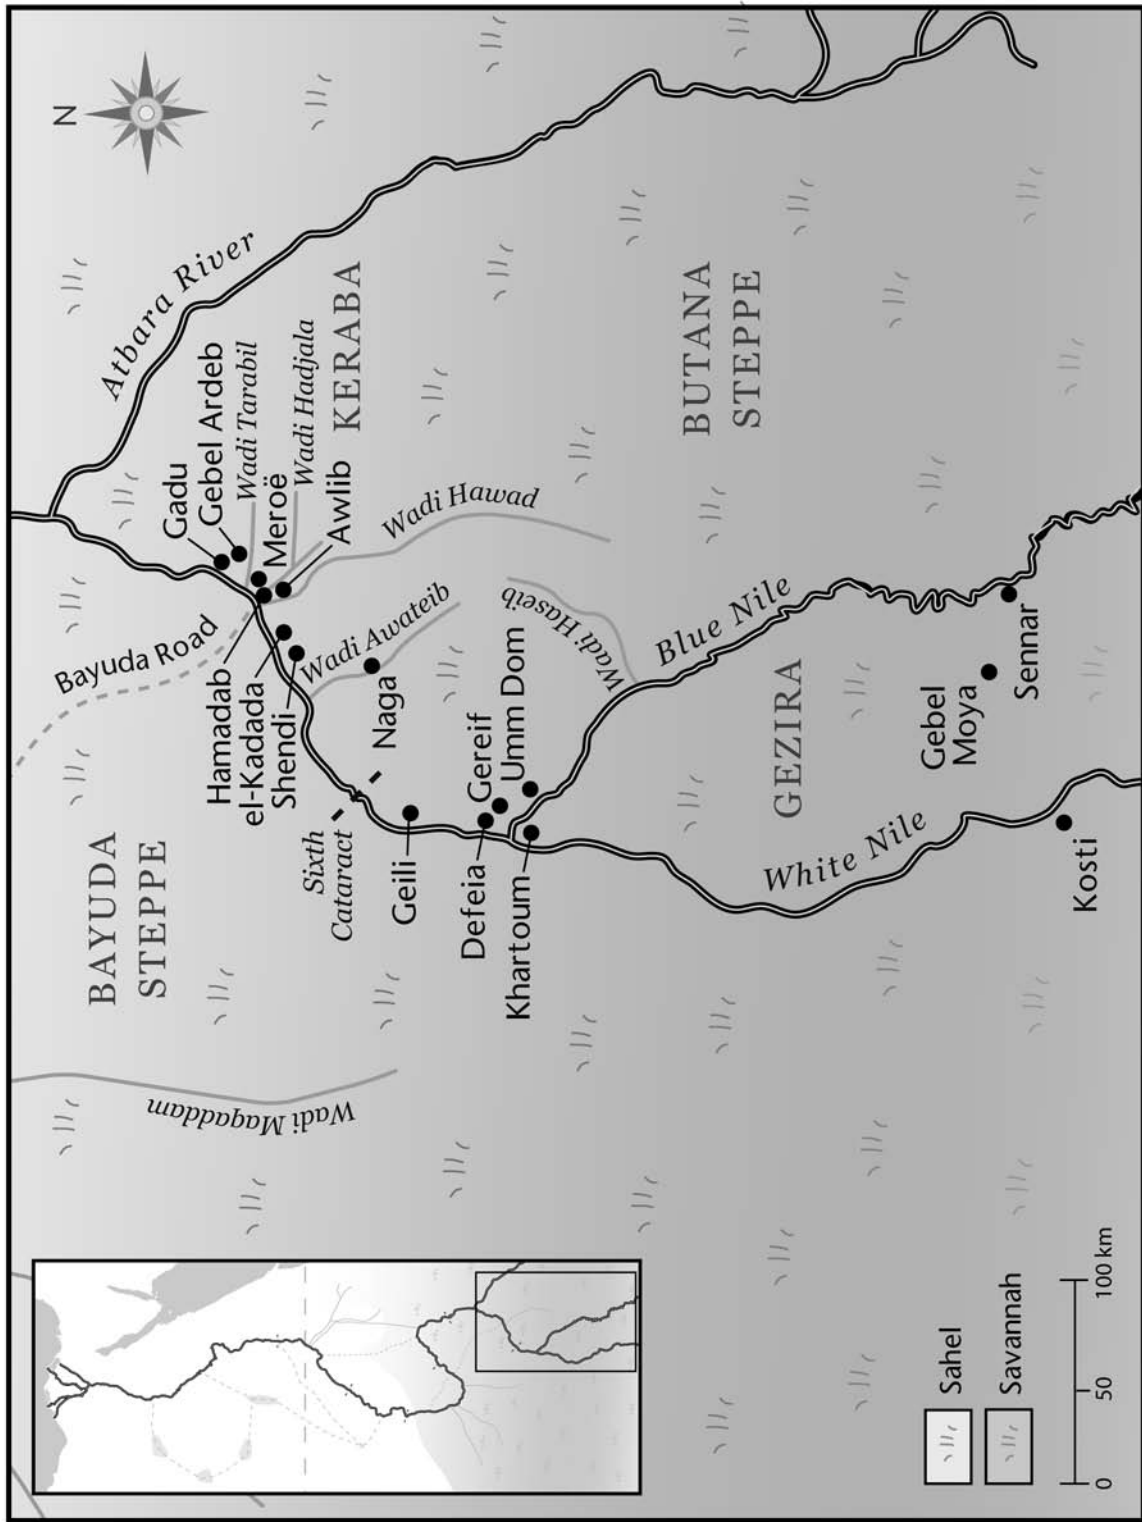 N
Atbara River
Gadu
Gebel Ardeb
Wadi Tarabil
Wadi Hadjala
KERABA
Meroë
Awlib
Wadi Hawad
Bayuda Road
Hamadab
el-Kadada
Shendi
Wadi Awateib
Naga
Wadi Haseib
BUTANA
STEPPE
BAYUDA
STEPPE
Sixth
Cataract
Geili
Defeia
Gereif
Umm Dom
Khartoum
Blue Nile
GEZIRA
White Nile
Gebel
Moya
Sennar
Kosti
Wadi Maqaddam
Sahel
Savannah
0
50
100 km